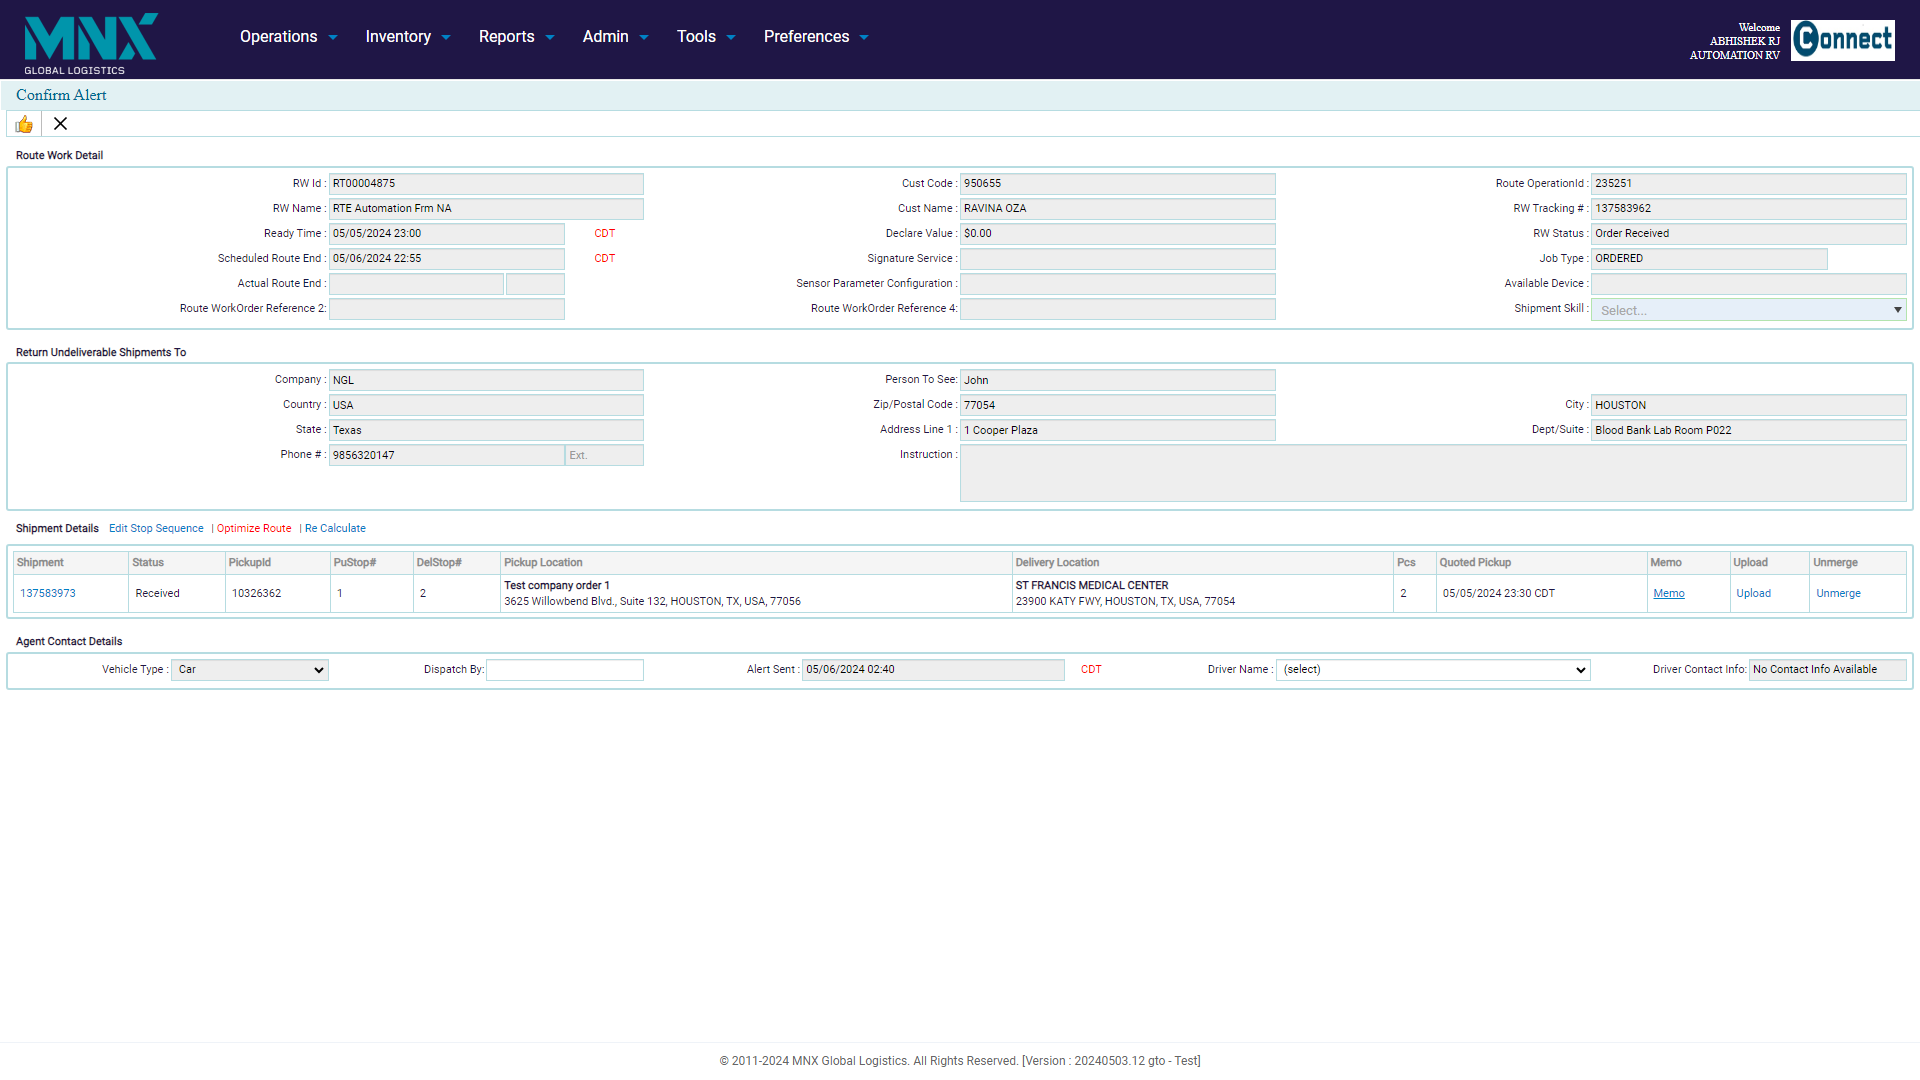 MNX
GLOBAL LOGISTICS
Operations Inventory Reports Admin Tools Preferences
Welcome
ABHISHEK RJ
AUTOMATION RV
Connect
Confirm Alert
Route Work Detail
RW Id : RT00004875 Cust Code : 950655 Route OperationId : 235251
RW Name : RTE Automation Frm NA Cust Name : RAVINA OZA RW Tracking # : 137583962
Ready Time : 05/05/2024 23:00 CDT Declare Value : $0.00 RW Status : Order Received
Scheduled Route End : 05/06/2024 22:55 CDT Signature Service : Job Type : ORDERED
Actual Route End : Sensor Parameter Configuration : Available Device :
Route WorkOrder Reference 2: Route WorkOrder Reference 4: Shipment Skill : Select...
Return Undeliverable Shipments To
Company : NGL Person To See: John
Country : USA Zip/Postal Code : 77054 City : HOUSTON
State : Texas Address Line 1 : 1 Cooper Plaza Dept/Suite : Blood Bank Lab Room P022
Phone # : 9856320147 Ext. Instruction :
Shipment Details Edit Stop Sequence | Optimize Route | Re Calculate
Shipment Status PickupId PuStop# DelStop# Pickup Location Delivery Location Pcs Quoted Pickup Memo Upload Unmerge
137583973 Received 10326362 1 2 Test company order 1 ST FRANCIS MEDICAL CENTER 2 05/05/2024 23:30 CDT Memo Upload Unmerge
3625 Willowbend Blvd., Suite 132, HOUSTON, TX, USA, 77056 23900 KATY FWY, HOUSTON, TX, USA, 77054
Agent Contact Details
Vehicle Type : Car Dispatch By: Alert Sent : 05/06/2024 02:40 CDT Driver Name : (select) Driver Contact Info: No Contact Info Available
© 2011-2024 MNX Global Logistics. All Rights Reserved. [Version : 20240503.12 gto - Test]